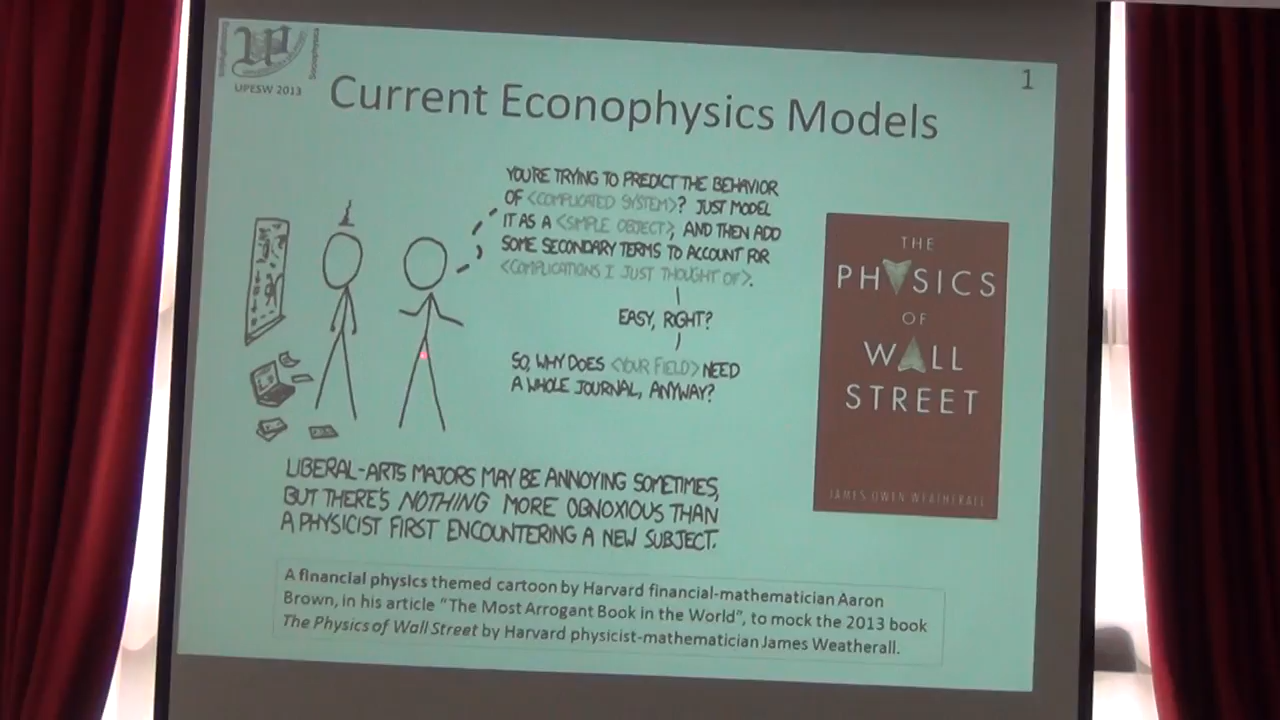 UPESW 2013
Econophysics
Sociophysics
1
Current Econophysics Models
YOU'RE TRYING TO PREDICT THE BEHAVIOR
OF <COMPLICATED SYSTEM>? JUST MODEL
IT AS A <SIMPLE OBJECT>, AND THEN ADD
SOME SECONDARY TERMS TO ACCOUNT FOR
<COMPLICATIONS I JUST THOUGHT OF>.
EASY, RIGHT?
SO, WHY DOES <YOUR FIELD> NEED
A WHOLE JOURNAL, ANYWAY?
LIBERAL-ARTS MAJORS MAY BE ANNOYING SOMETIMES,
BUT THERE'S NOTHING MORE OBNOXIOUS THAN
A PHYSICIST FIRST ENCOUNTERING A NEW SUBJECT.
THE
PHYSICS
OF
WALL
STREET
JAMES OWEN WEATHERALL
A financial physics themed cartoon by Harvard financial-mathematician Aaron
Brown, in his article “The Most Arrogant Book in the World”, to mock the 2013 book
The Physics of Wall Street by Harvard physicist-mathematician James Weatherall.